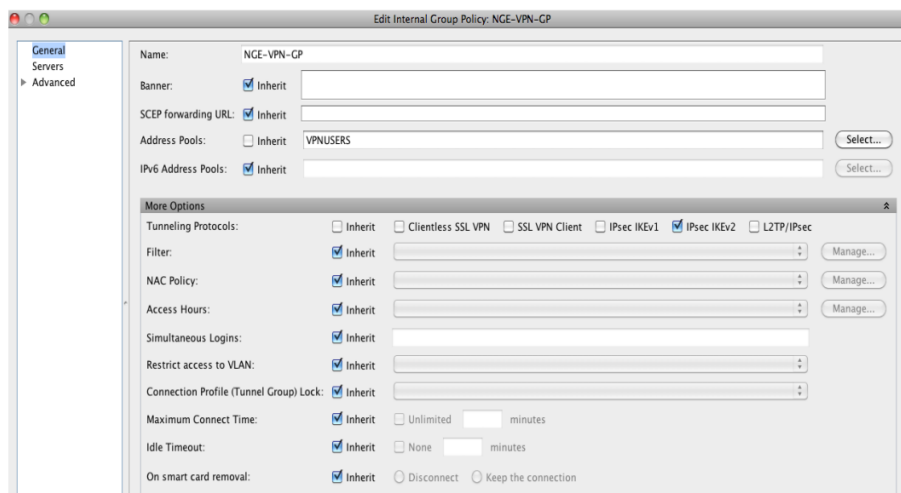 Edit Internal Group Policy: NGE-VPN-GP
General
Servers
Advanced
Name: NGE-VPN-GP
Banner: Inherit
SCEP forwarding URL: Inherit
Address Pools: Inherit VPNUSERS Select...
IPv6 Address Pools: Inherit Select...
More Options
Tunneling Protocols: Inherit Clientless SSL VPN SSL VPN Client IPsec IKEv1 IPsec IKEv2 L2TP/IPsec
Filter: Inherit Manage...
NAC Policy: Inherit Manage...
Access Hours: Inherit Manage...
Simultaneous Logins: Inherit
Restrict access to VLAN: Inherit
Connection Profile (Tunnel Group) Lock: Inherit
Maximum Connect Time: Inherit Unlimited minutes
Idle Timeout: Inherit None minutes
On smart card removal: Inherit Disconnect Keep the connection